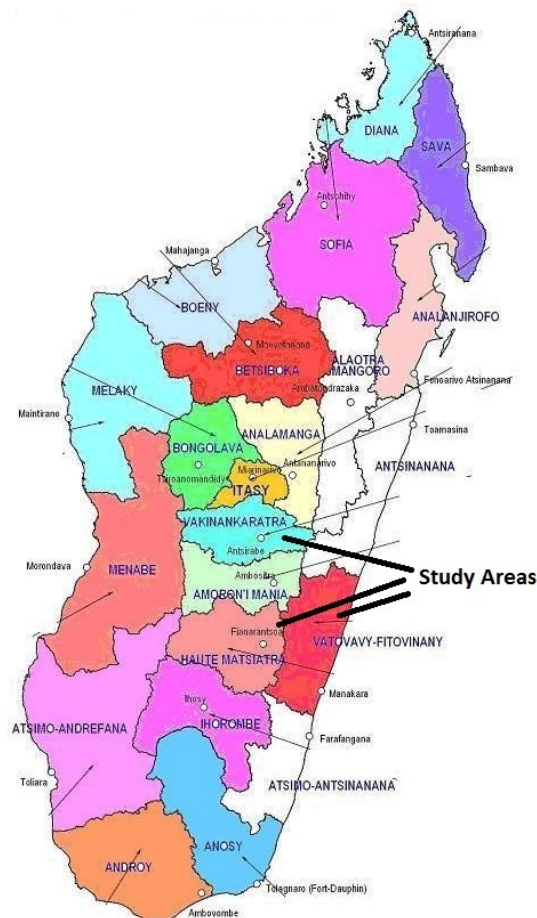 Antsiranana
DIANA
SAVA
Sambava
Antsohihy
SOFIA
Mahajanga
BOENY
ANALANJIROFO
Maevatanana
BETSIBOKA
ALAOTRA
MANGORO
Ambatondrazaka
Fenoarivo Atsinanana
MELAKY
Maintirano
ANALAMANGA
Toamasina
BONGOLAVA
Miarinarivo
Antananarivo
Tsiroanomandidy
ITASY
ANTSINANANA
VAKINANKARATRA
Antsirabe
Study Areas
Morondava
MENABE
Ambositra
AMORON'I MANIA
Fianarantsoa
VATOVAVY-FITOVINANY
HAUTE MATSIATRA
Manakara
Ihosy
IHOROMBE
ATSIMO-ANDREFANA
Farafangana
Toliara
ATSIMO-ANTSINANANA
ANOSY
ANDROY
Tolagnaro (Fort-Dauphin)
Ambovombe